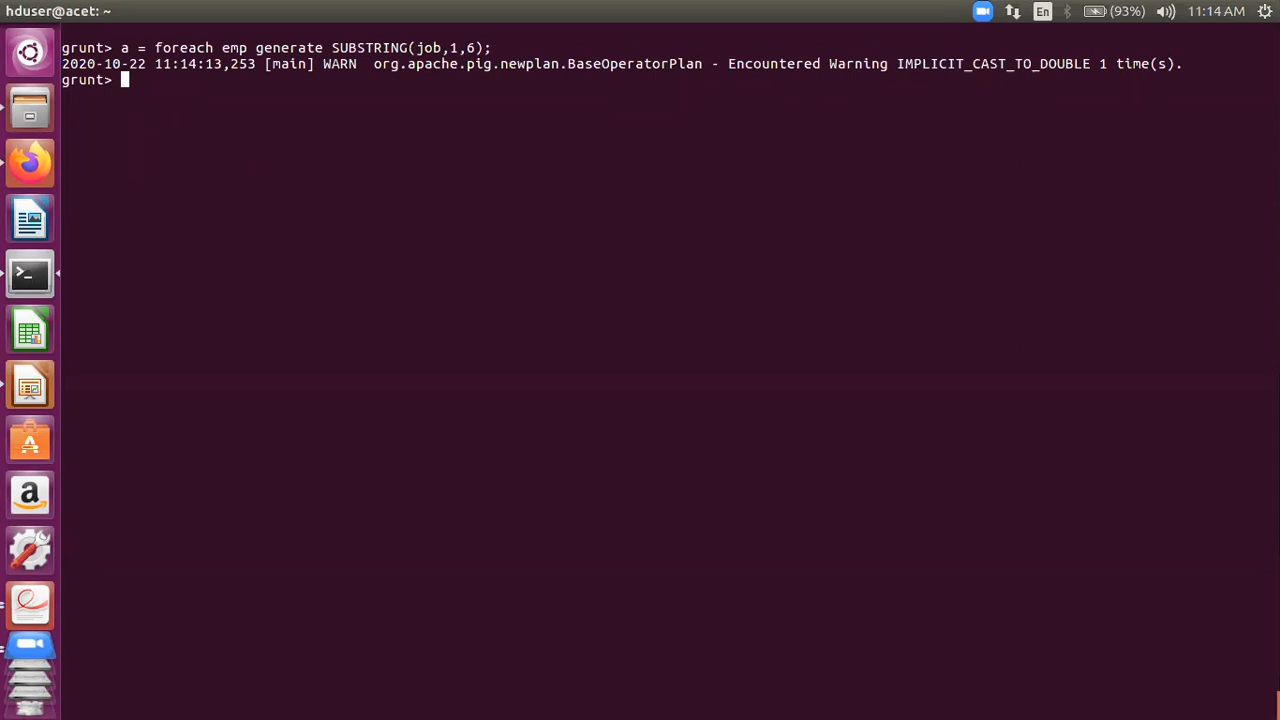 hduser@acet: ~
En
(93%)
11:14 AM
grunt> a = foreach emp generate SUBSTRING(job,1,6);
2020-10-22 11:14:13,253 [main] WARN  org.apache.pig.newplan.BaseOperatorPlan - Encountered Warning IMPLICIT_CAST_TO_DOUBLE 1 time(s).
grunt>